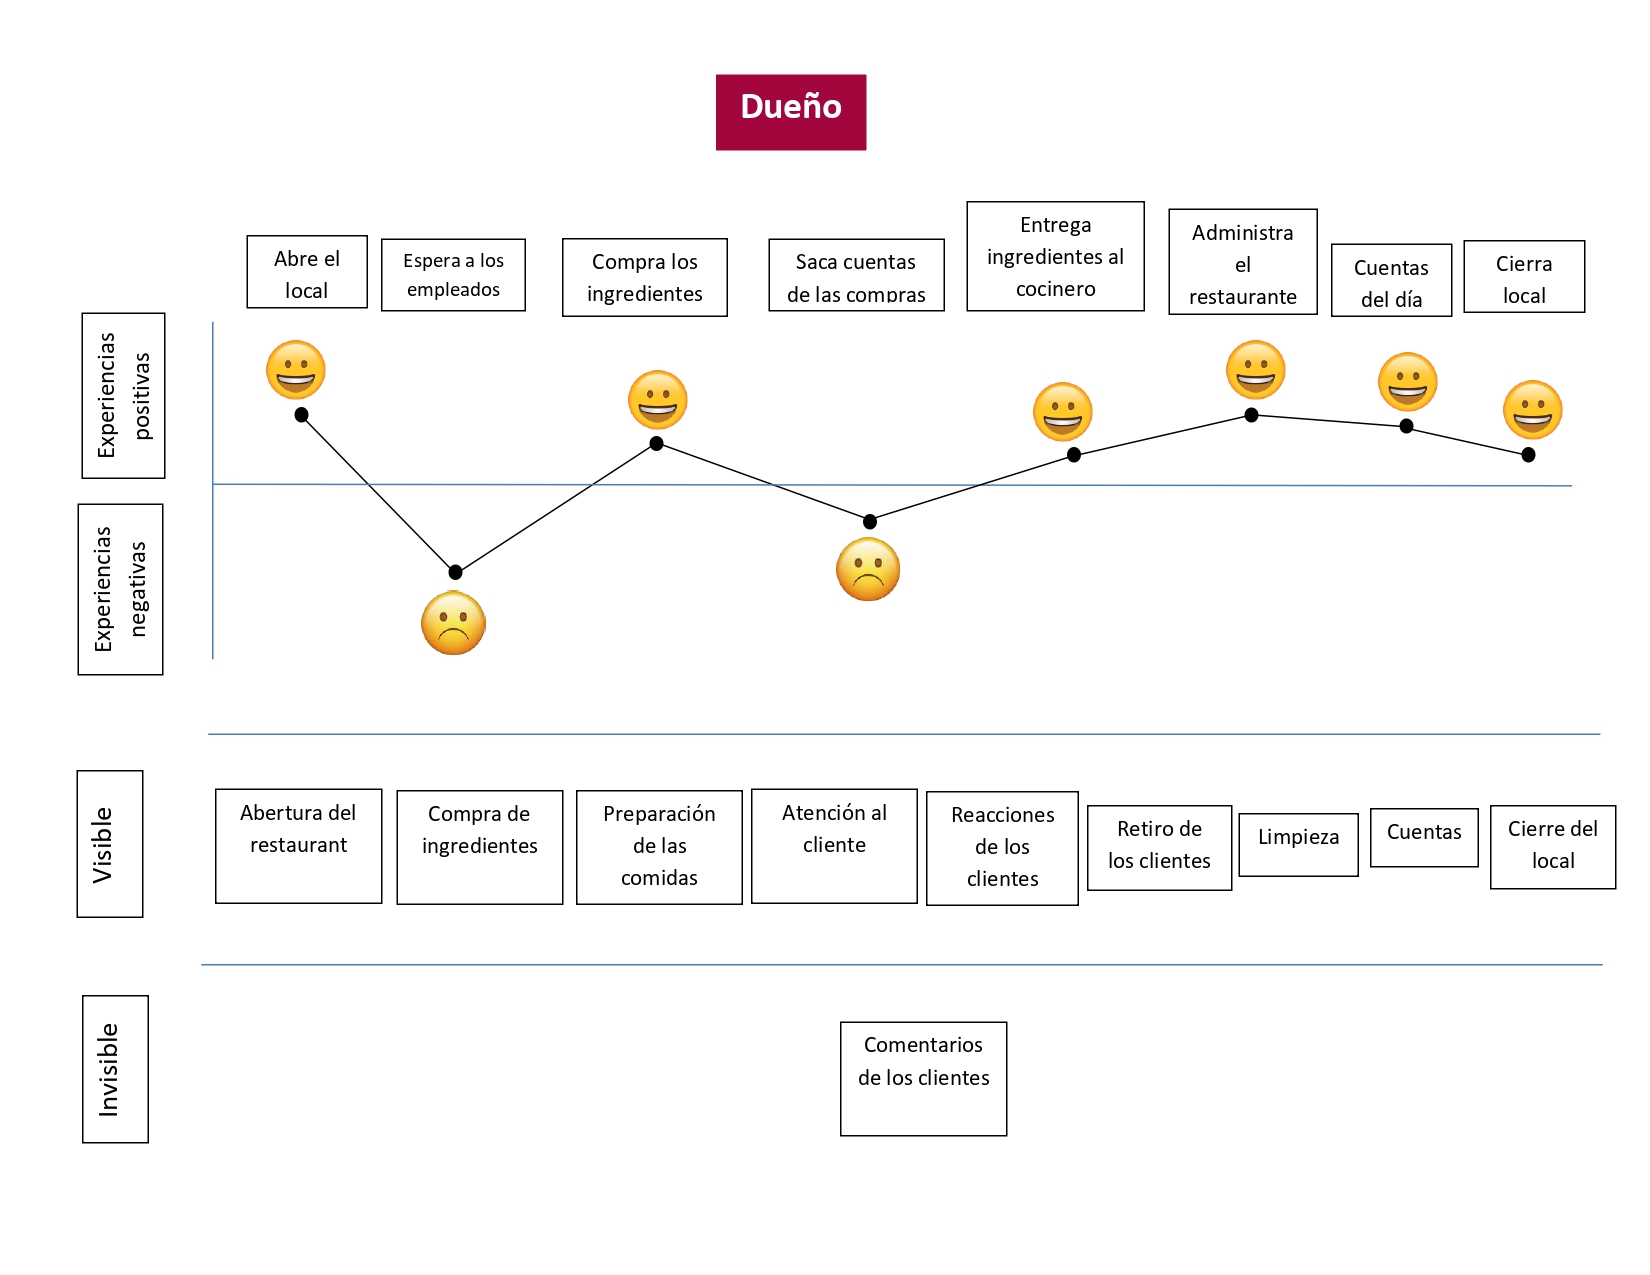 Dueño
Abre el
local
Espera a los
empleados
Compra los
ingredientes
Saca cuentas
de las compras
Entrega
ingredientes al
cocinero
Administra
el
restaurante
Cuentas
del día
Cierra
local
Experiencias
positivas
Experiencias
negativas
Visible
Abertura del
restaurant
Compra de
ingredientes
Preparación
de las
comidas
Atención al
cliente
Reacciones
de los
clientes
Retiro de
los clientes
Limpieza
Cuentas
Cierre del
local
Invisible
Comentarios
de los clientes